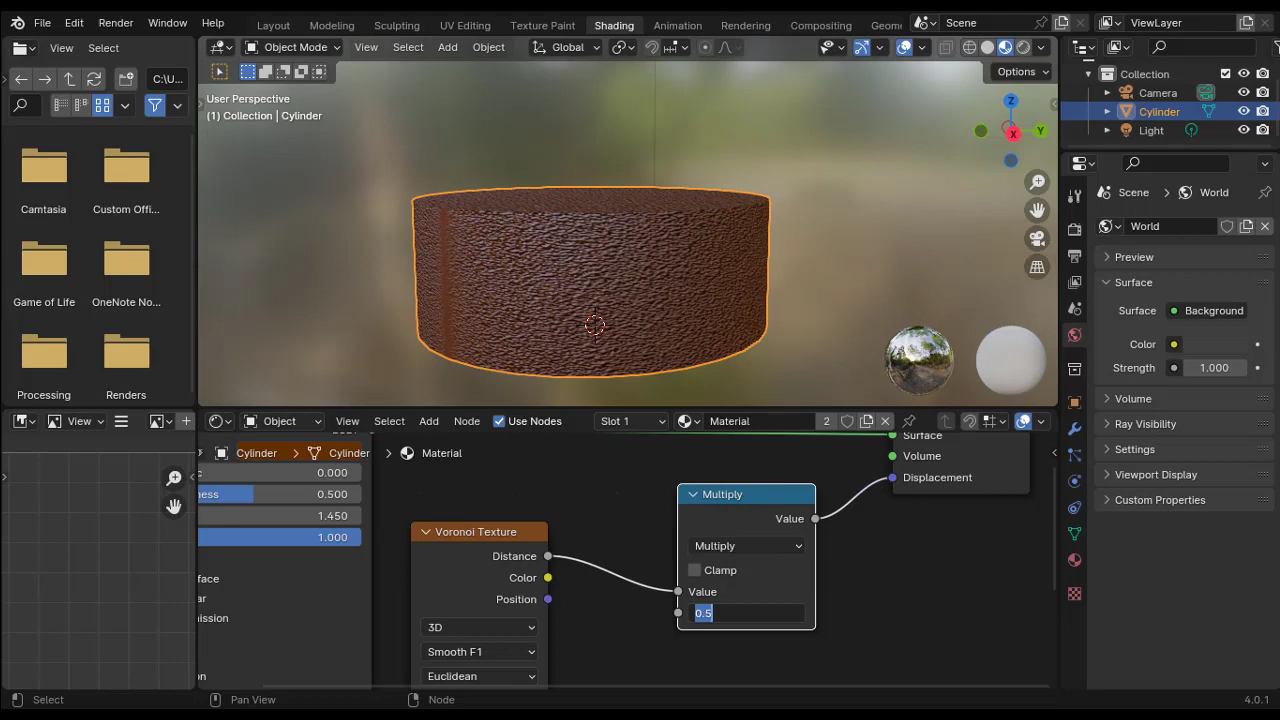 File Edit Render Window Help Layout Modeling Sculpting UV Editing Texture Paint Shading Animation Rendering Compositing Geome Scene ViewLayer
View Select Object Mode View Select Add Object Global
C:\U...
Options
Collection
Camera
Cylinder
Light
User Perspective
(1) Collection | Cylinder
Z
Y
X
Camtasia Custom Offi...
Game of Life OneNote No...
Processing Renders
Scene World
World
Preview
Surface
Surface Background
Color
Strength 1.000
Volume
Ray Visibility
Settings
Viewport Display
Custom Properties
View Object View Select Add Node Use Nodes Slot 1 Material 2
Cylinder Cylinder Material
c 0.000
ness 0.500
1.450
1.000
rface
ar
mission
Surface
Volume
Displacement
Multiply
Value
Multiply
Clamp
Value
0.5
Voronoi Texture
Distance
Color
Position
3D
Smooth F1
Euclidean
Select Pan View Node 4.0.1